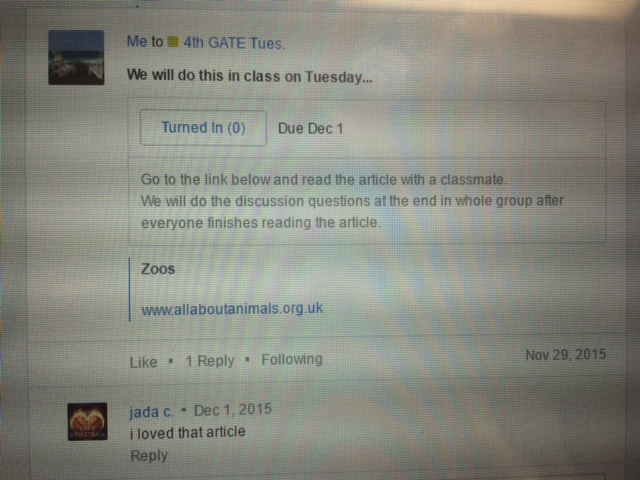 Me to 4th GATE Tues.
We will do this in class on Tuesday...
Turned In (0) Due Dec 1
Go to the link below and read the article with a classmate.
We will do the discussion questions at the end in whole group after
everyone finishes reading the article.
Zoos
www.allaboutanimals.org.uk
Like • 1 Reply • Following Nov 29, 2015
jada c. • Dec 1, 2015
i loved that article
Reply